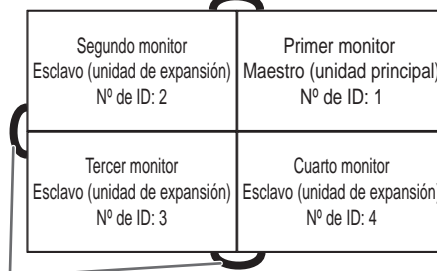 Segundo monitor
Esclavo (unidad de expansión)
Nº de ID: 2
Primer monitor
Maestro (unidad principal)
Nº de ID: 1
Tercer monitor
Esclavo (unidad de expansión)
Nº de ID: 3
Cuarto monitor
Esclavo (unidad de expansión)
Nº de ID: 4